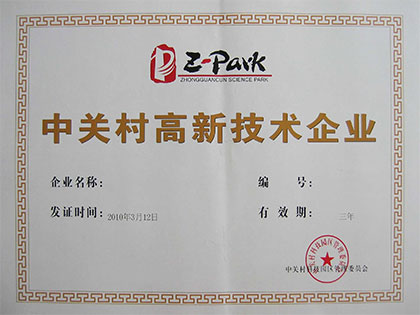 Z-Park
ZHONGGUANCUN SCIENCE PARK
中关村高新技术企业
企业名称： 编 号：
发证时间：2010年3月12日 有 效 期：三年
中关村科技园区管理委员会